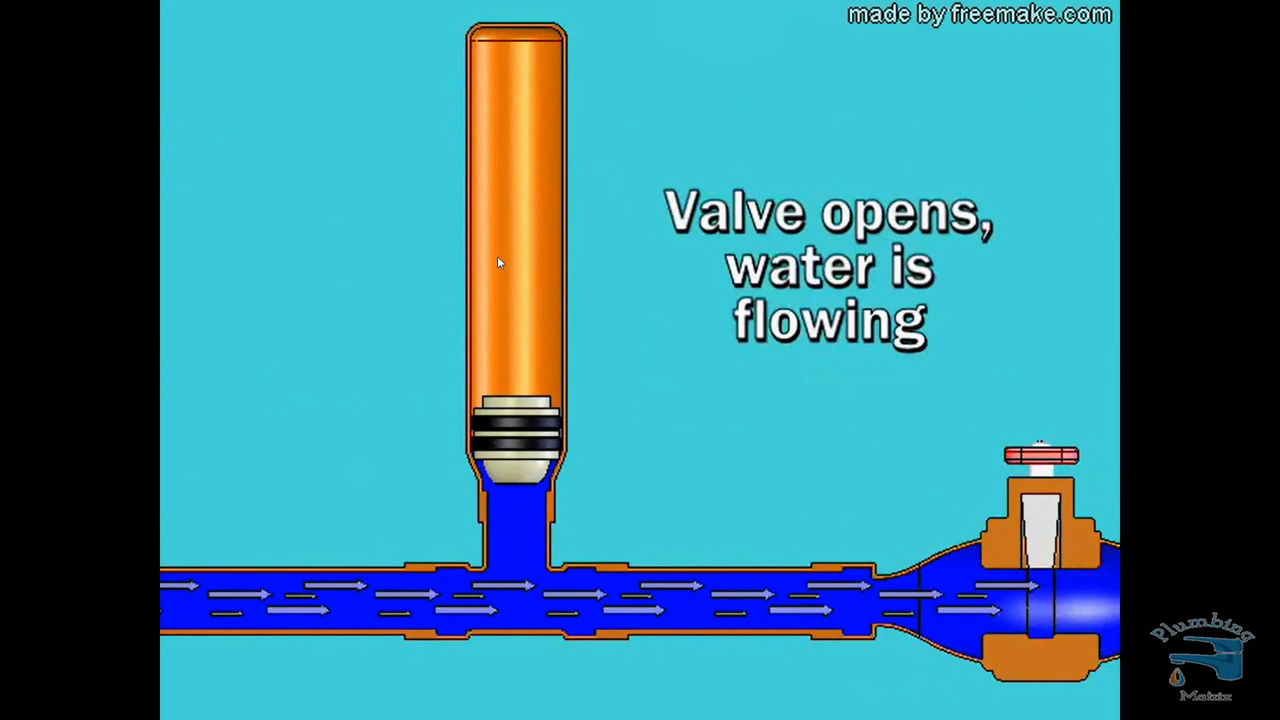 made by freemake.com
Valve opens,
water is
flowing
Plumbing
Matrix